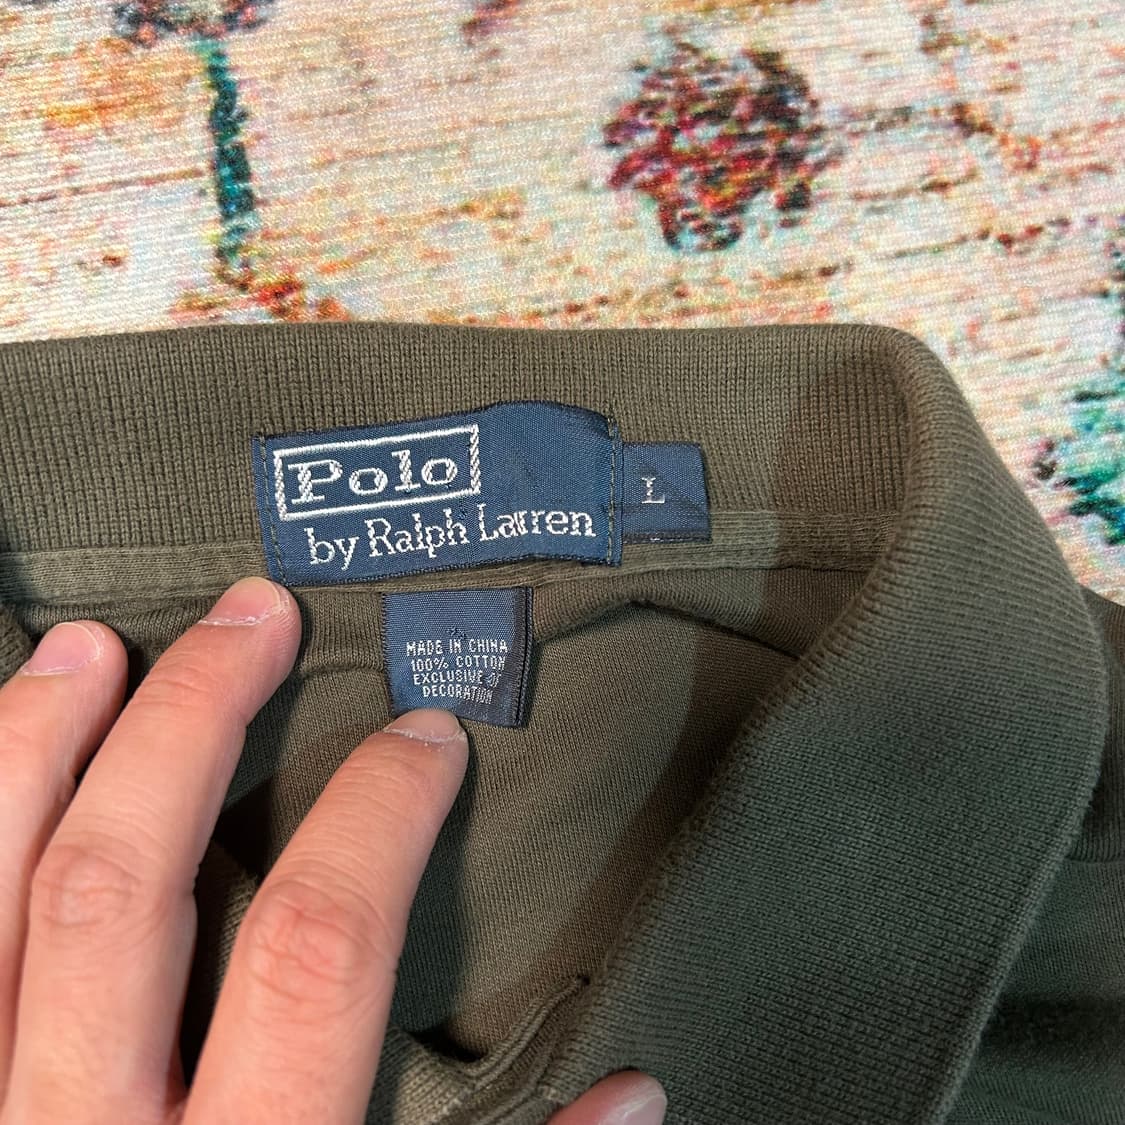 Polo
by Ralph Lauren
L
MADE IN CHINA
100% COTTON
EXCLUSIVE OF
DECORATION